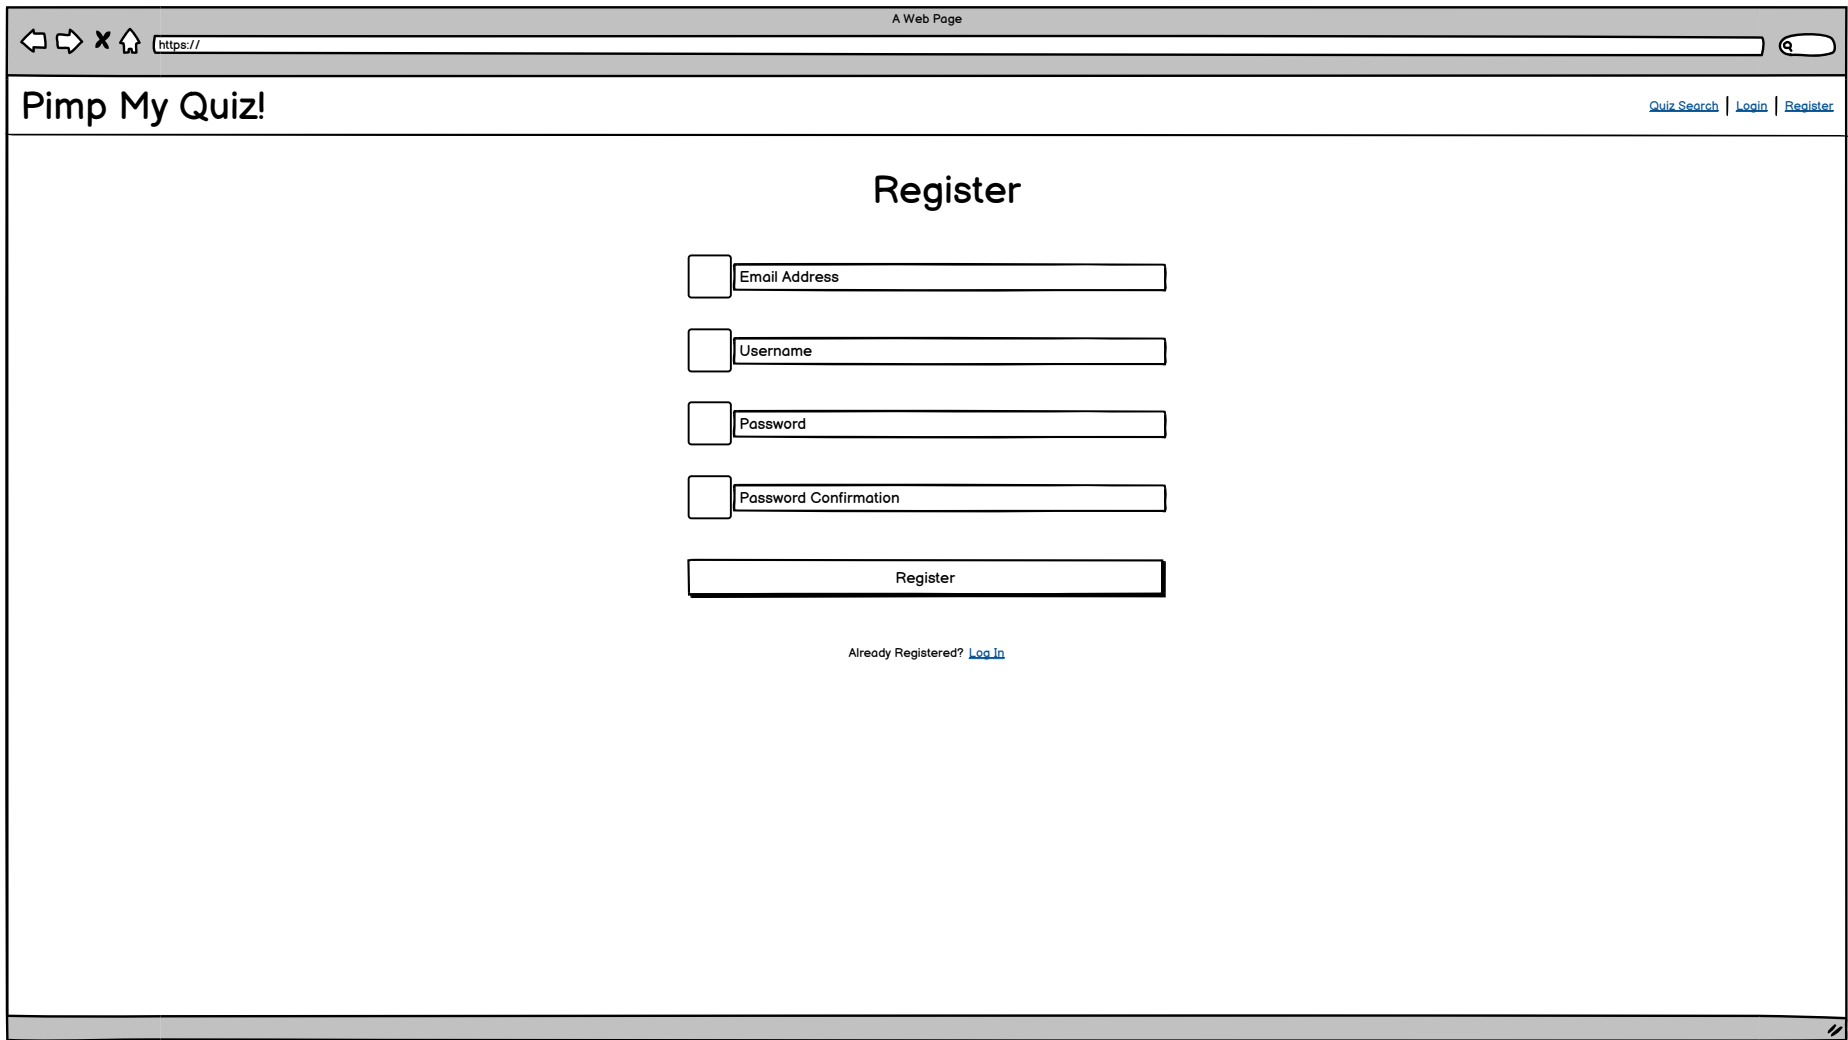 A Web Page
https://
Pimp My Quiz!
Quiz Search | Login | Register
Register
Email Address
Username
Password
Password Confirmation
Register
Already Registered? Log In